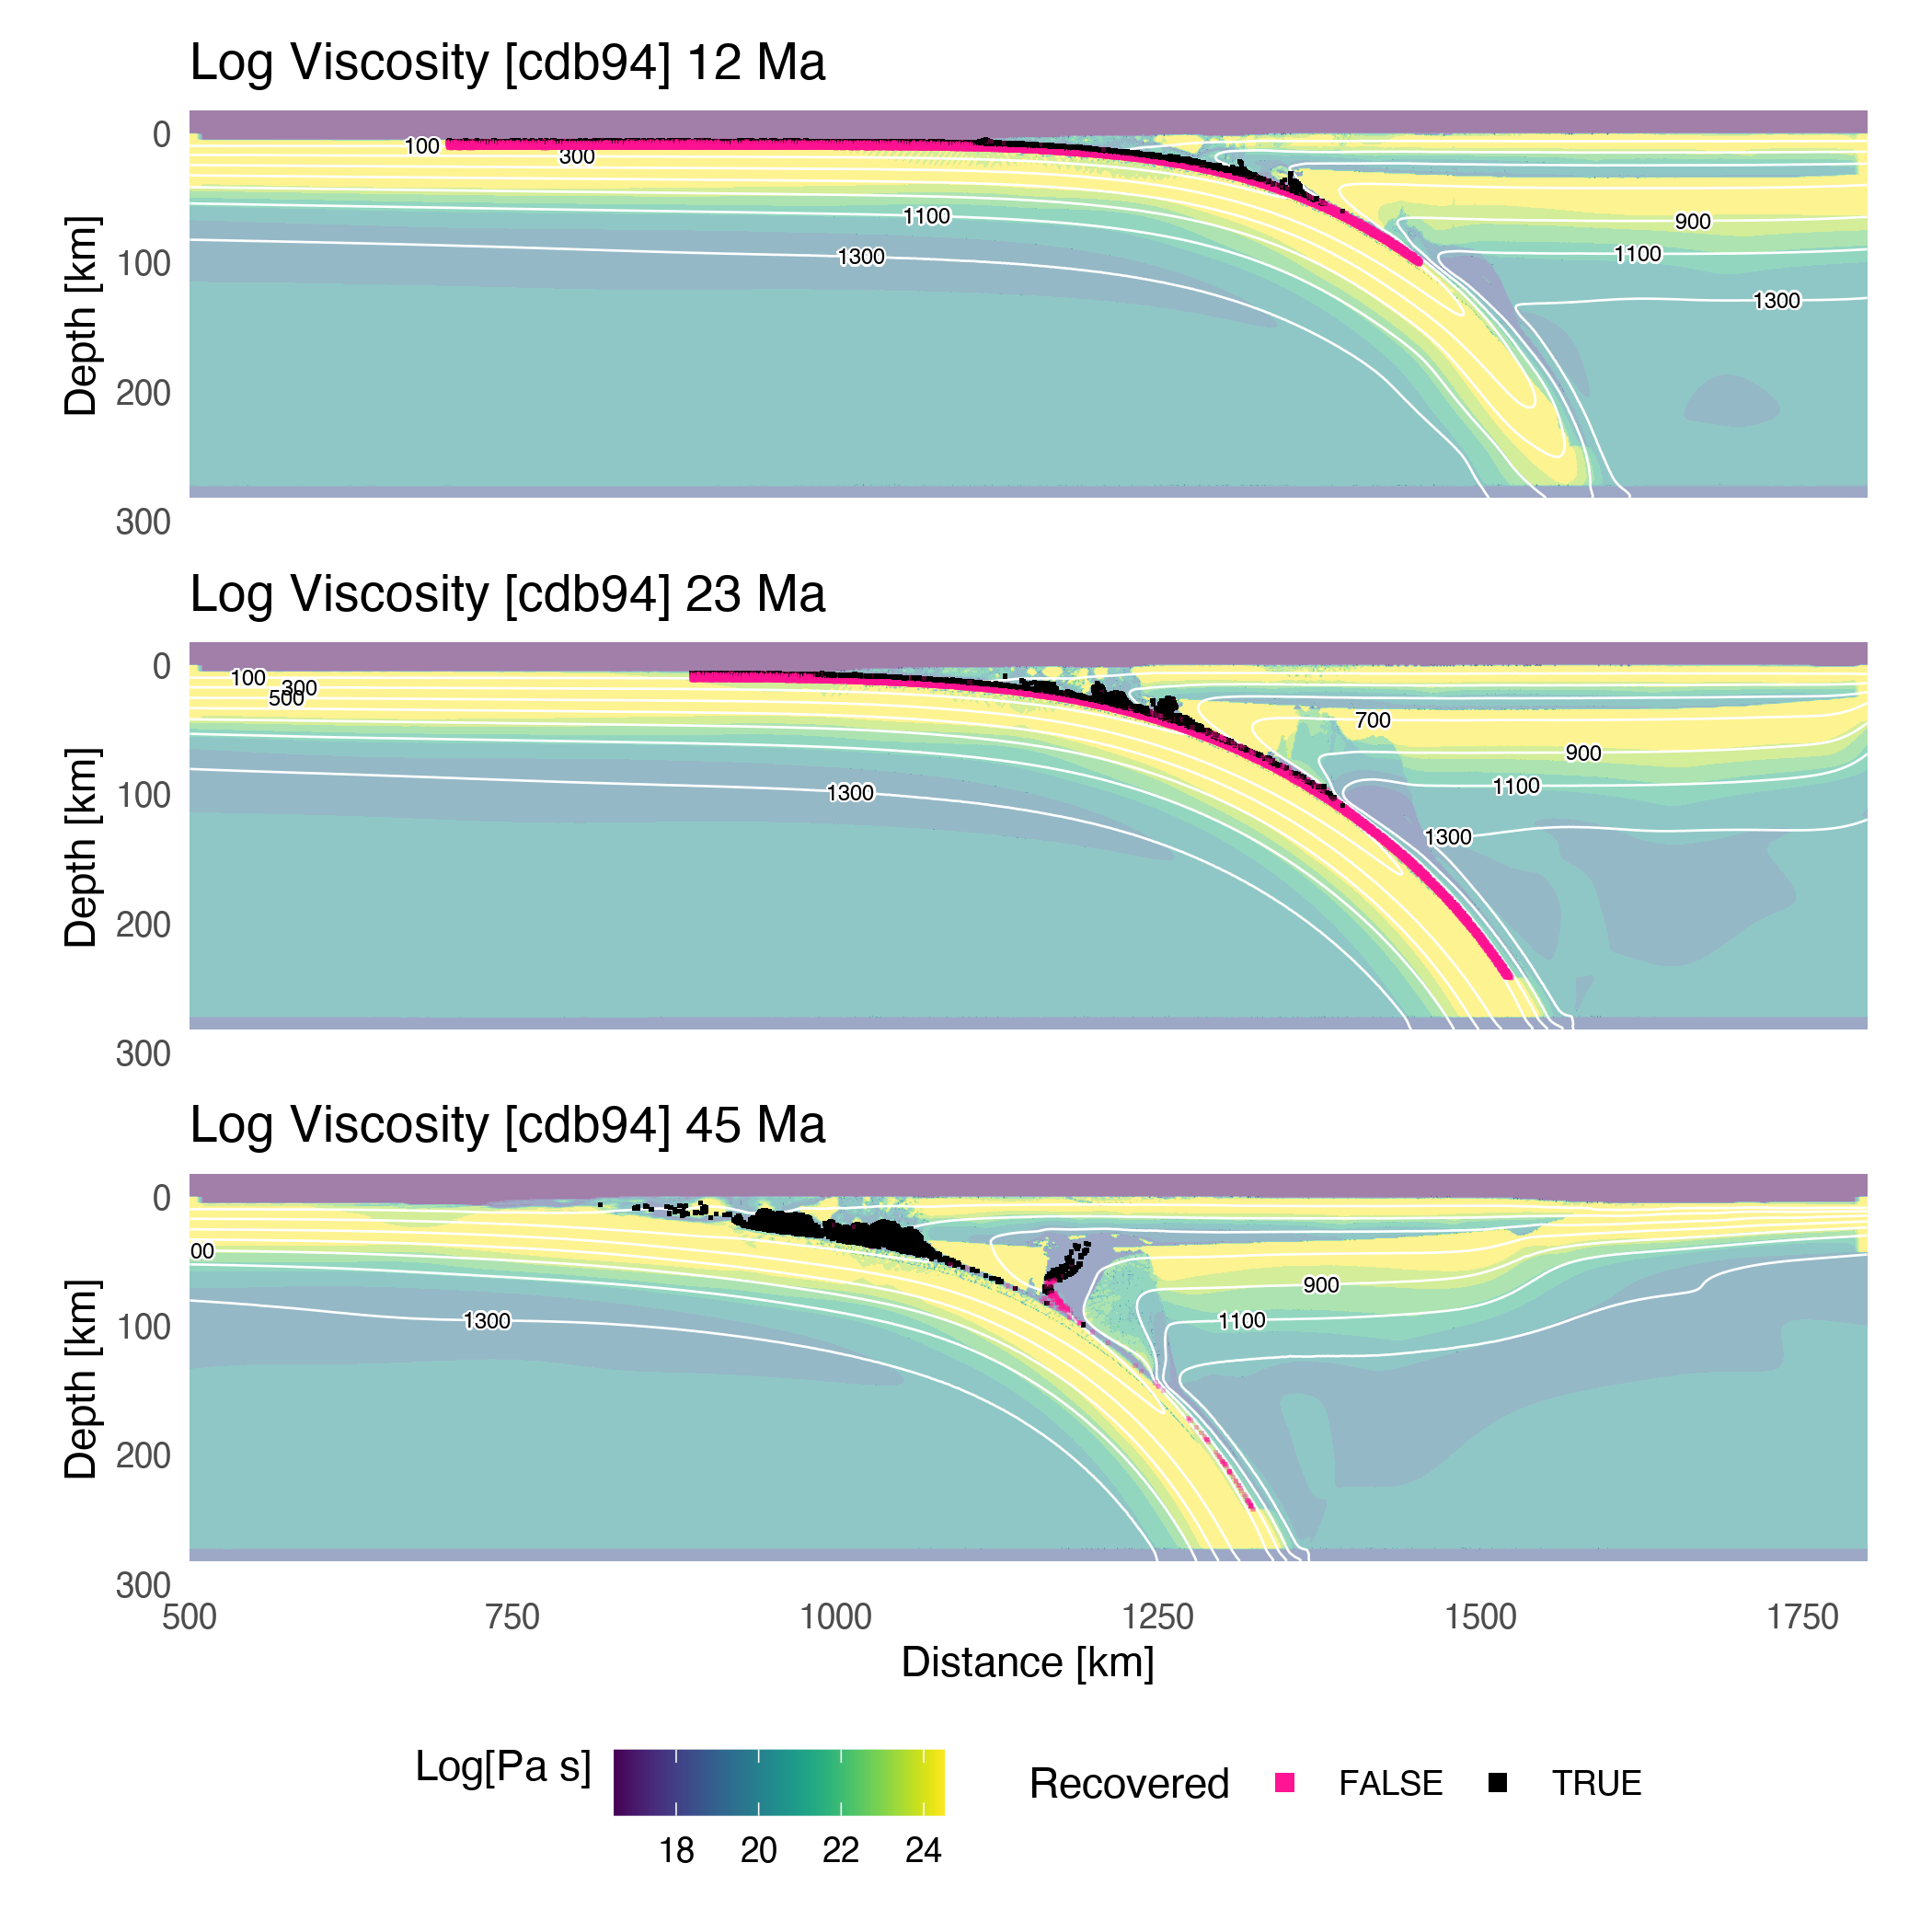 Log Viscosity [cdb94] 12 Ma
0
100
200
300
Depth [km]
100
300
1100
1300
900
1100
1300
Log Viscosity [cdb94] 23 Ma
0
100
200
300
Depth [km]
100
300
500
1300
700
900
1100
1300
Log Viscosity [cdb94] 45 Ma
0
100
200
300
Depth [km]
00
1300
900
1100
500 750 1000 1250 1500 1750
Distance [km]
Log[Pa s]
18 20 22 24
Recovered FALSE TRUE